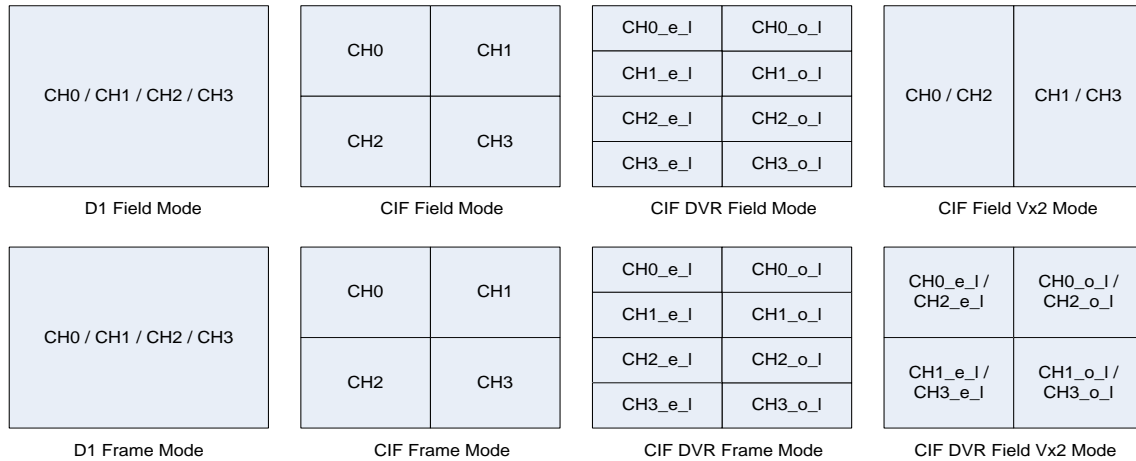 CH0 / CH1 / CH2 / CH3
D1 Field Mode
CH0
CH1
CH2
CH3
CIF Field Mode
CH0_e_l
CH0_o_l
CH1_e_l
CH1_o_l
CH2_e_l
CH2_o_l
CH3_e_l
CH3_o_l
CIF DVR Field Mode
CH0 / CH2
CH1 / CH3
CIF Field Vx2 Mode
CH0 / CH1 / CH2 / CH3
D1 Frame Mode
CH0
CH1
CH2
CH3
CIF Frame Mode
CH0_e_l
CH0_o_l
CH1_e_l
CH1_o_l
CH2_e_l
CH2_o_l
CH3_e_l
CH3_o_l
CIF DVR Frame Mode
CH0_e_l /
CH2_e_l
CH0_o_l /
CH2_o_l
CH1_e_l /
CH3_e_l
CH1_o_l /
CH3_o_l
CIF DVR Field Vx2 Mode